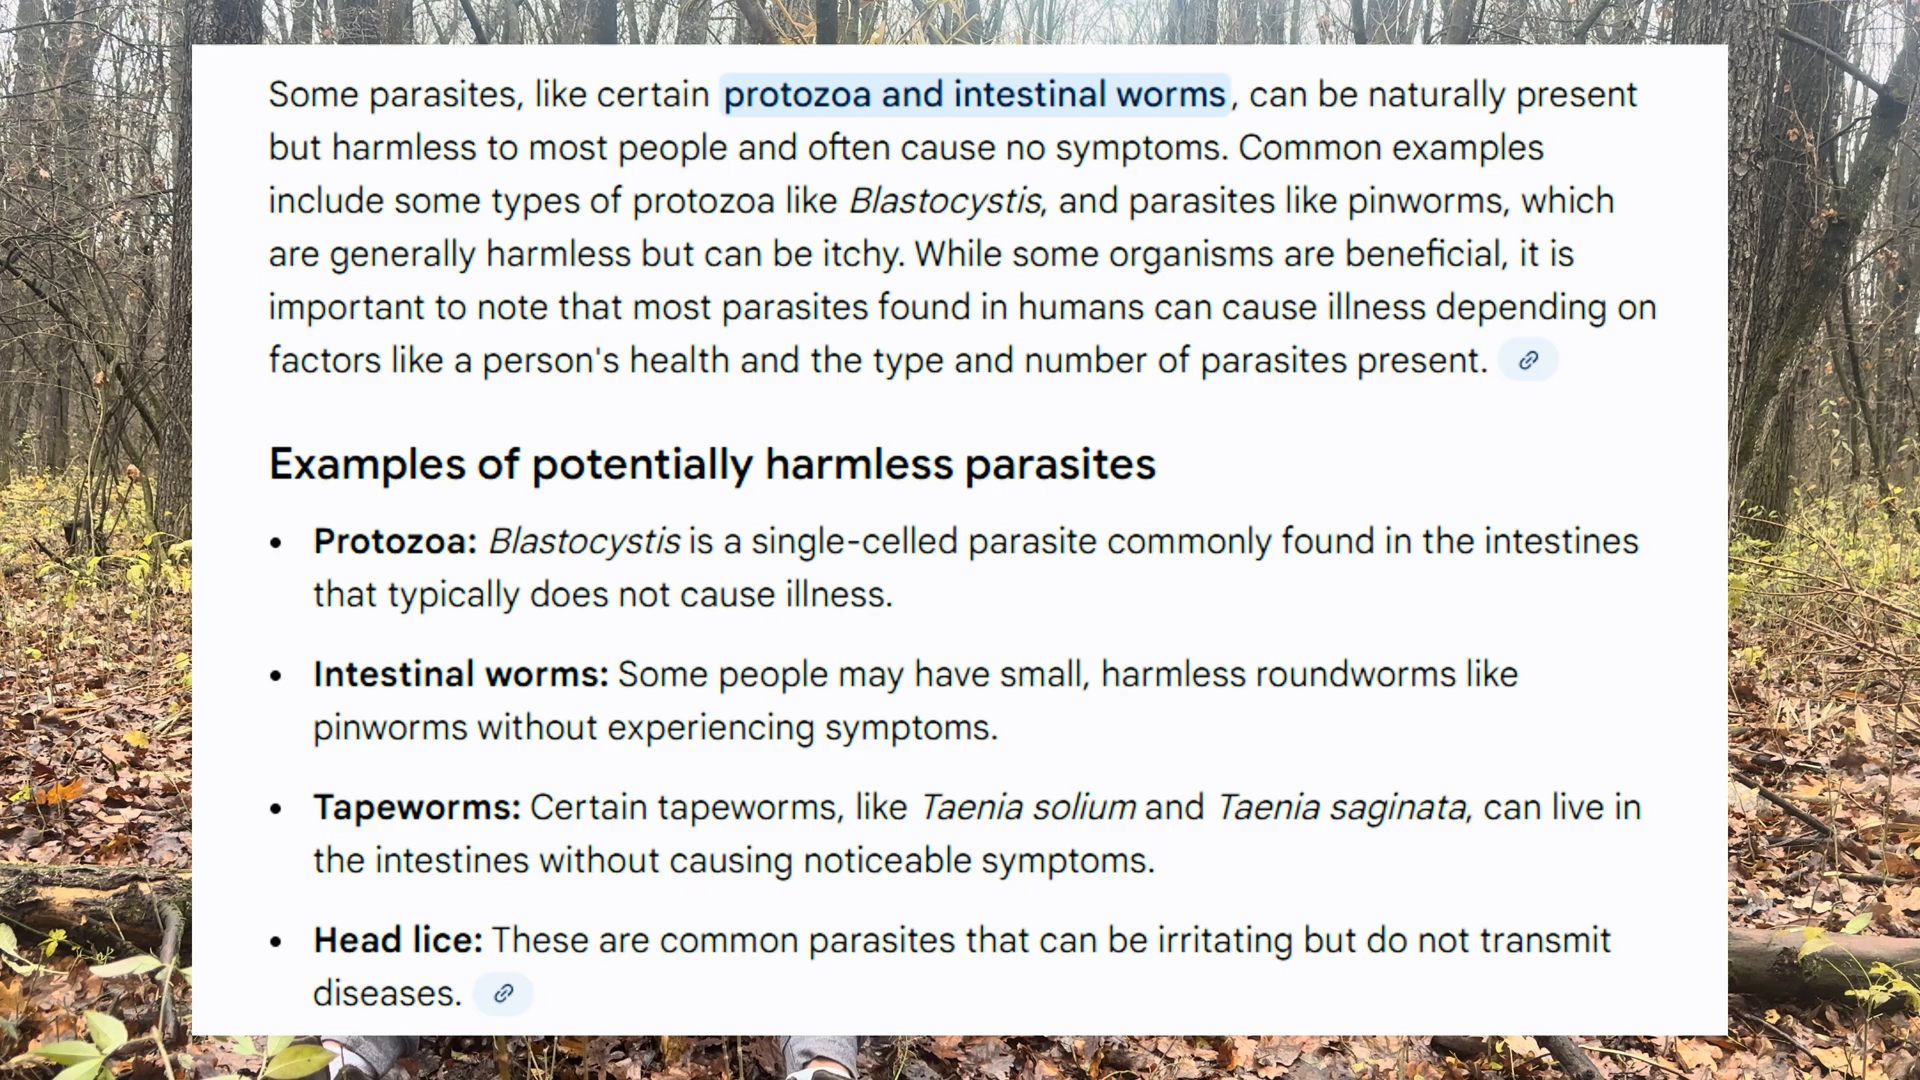 Some parasites, like certain protozoa and intestinal worms, can be naturally present
but harmless to most people and often cause no symptoms. Common examples
include some types of protozoa like Blastocystis, and parasites like pinworms, which
are generally harmless but can be itchy. While some organisms are beneficial, it is
important to note that most parasites found in humans can cause illness depending on
factors like a person's health and the type and number of parasites present.
Examples of potentially harmless parasites
• Protozoa: Blastocystis is a single-celled parasite commonly found in the intestines
that typically does not cause illness.
• Intestinal worms: Some people may have small, harmless roundworms like
pinworms without experiencing symptoms.
• Tapeworms: Certain tapeworms, like Taenia solium and Taenia saginata, can live in
the intestines without causing noticeable symptoms.
• Head lice: These are common parasites that can be irritating but do not transmit
diseases.